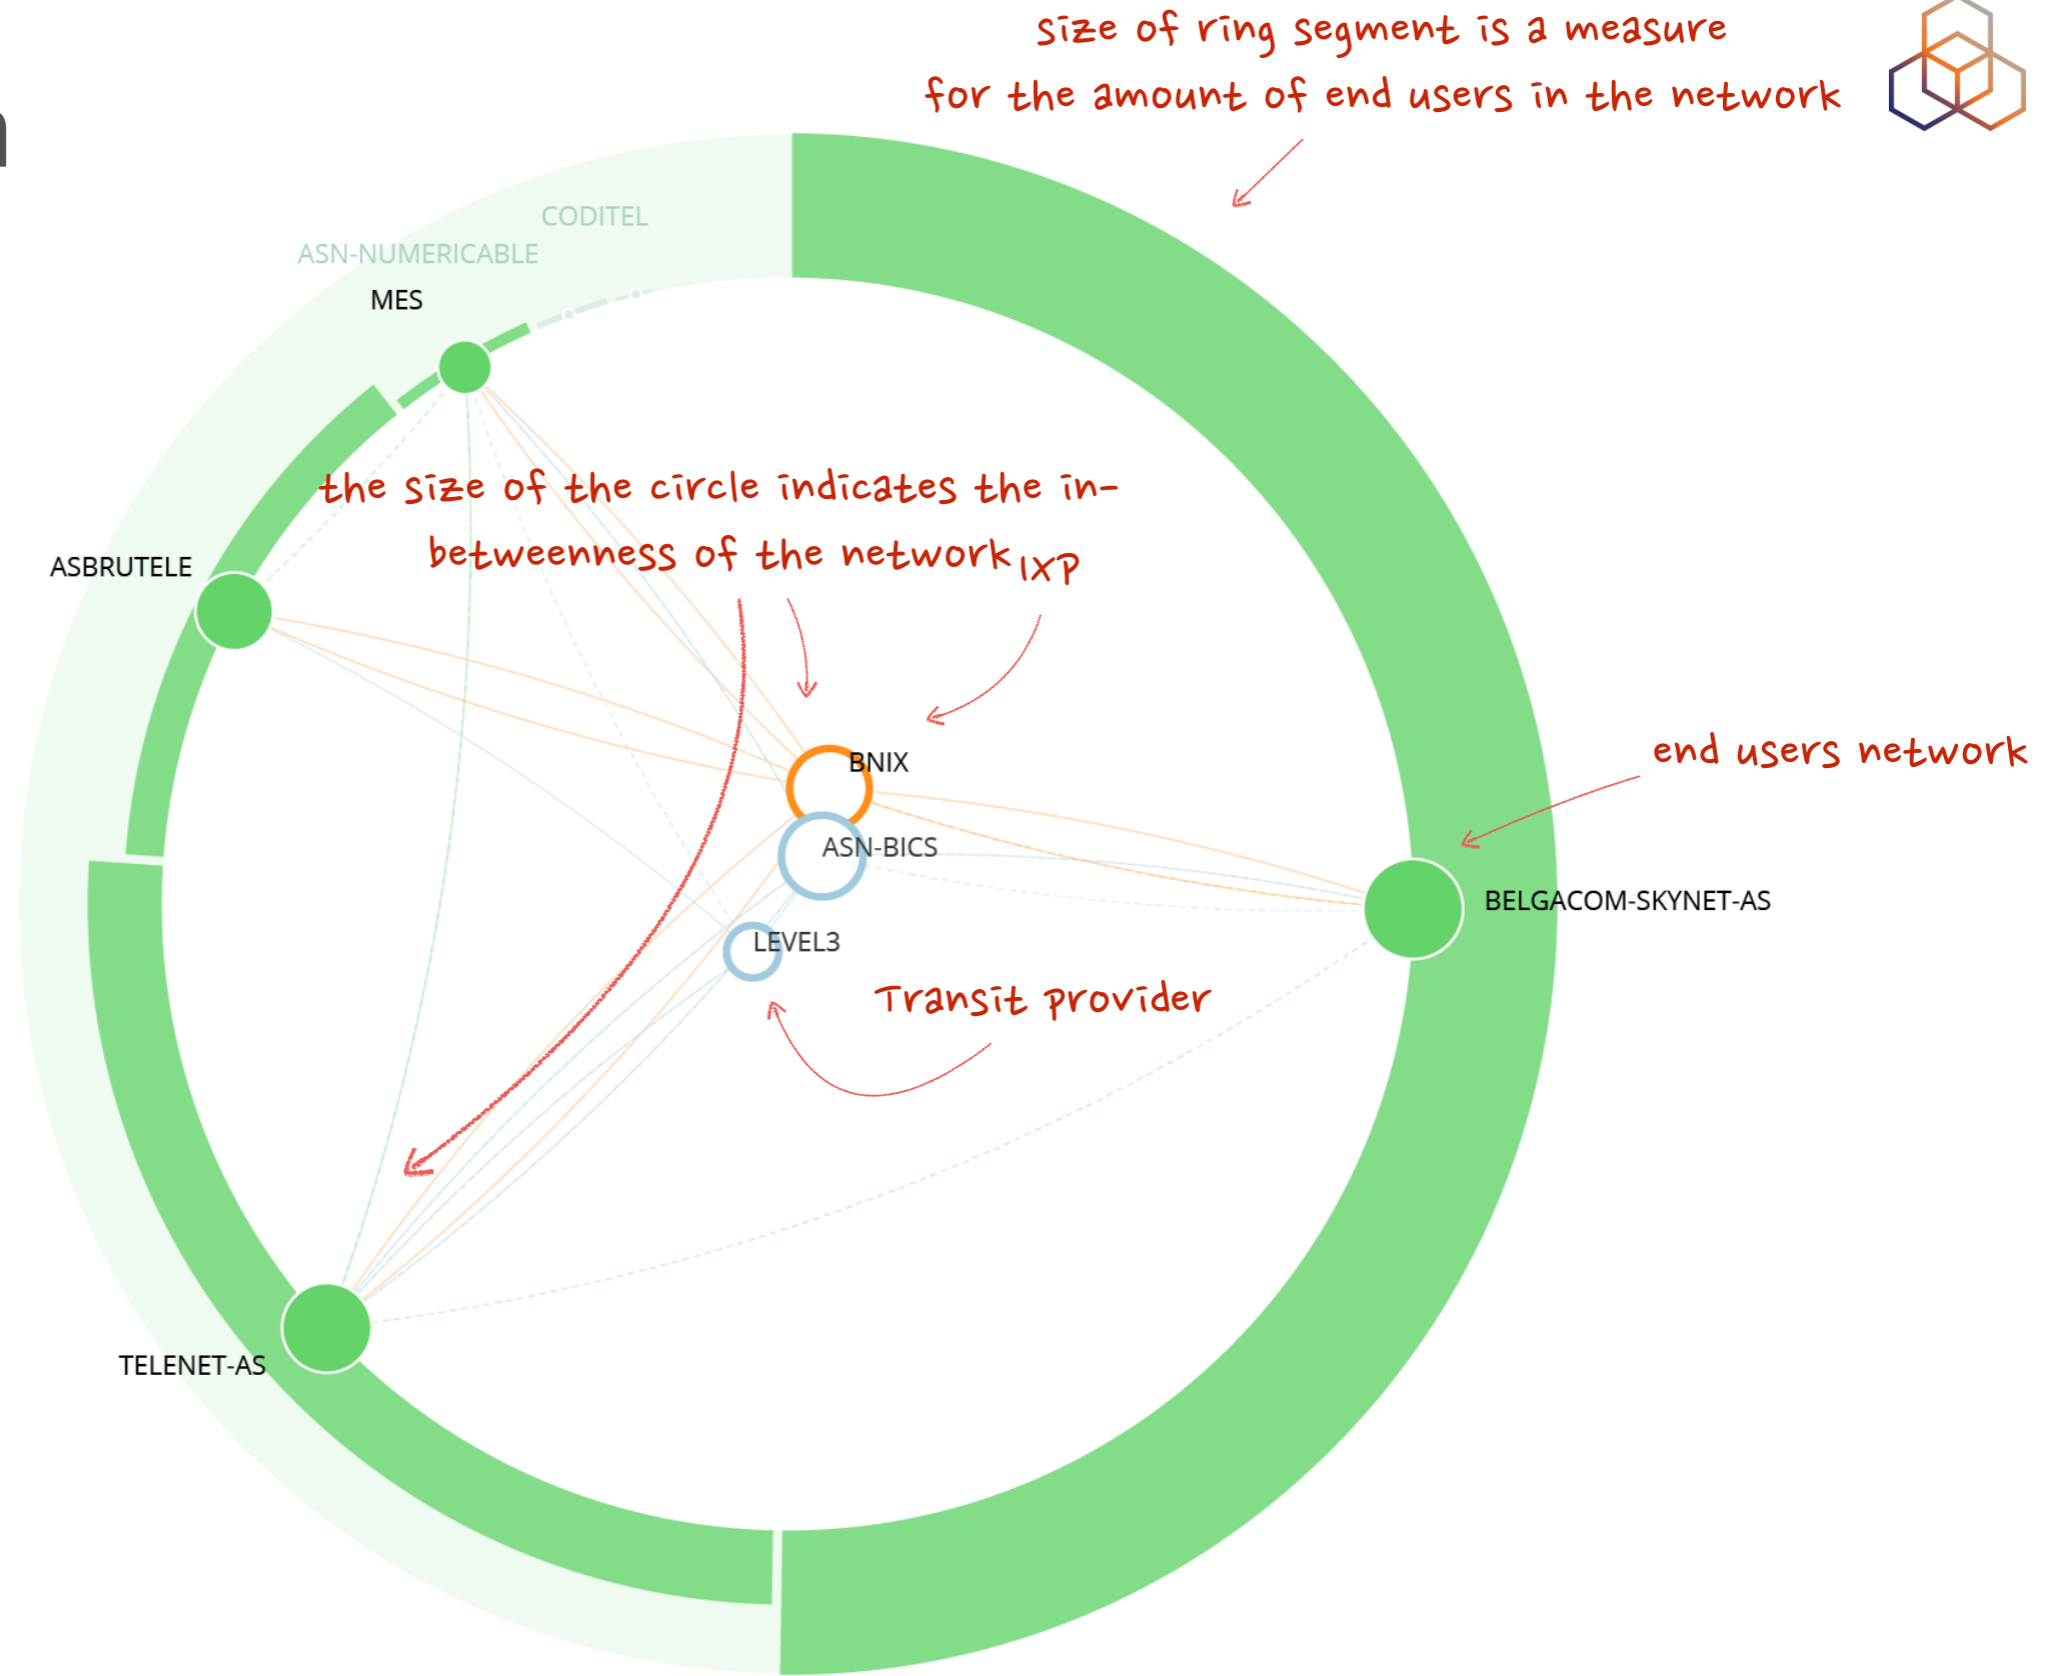 size of ring segment is a measure
for the amount of end users in the network
CODITEL
ASN-NUMERICABLE
MES
the size of the circle indicates the in-
betweenness of the network
IXP
ASBRUTELE
BNIX
end users network
ASN-BICS
BELGACOM-SKYNET-AS
LEVEL3
Transit provider
TELENET-AS